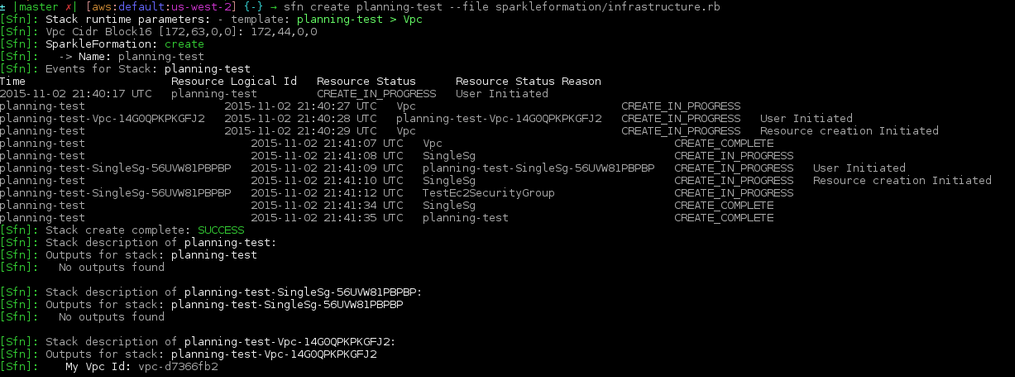 ± |master ✗| [aws:default:us-west-2] {-} → sfn create planning-test --file sparkleformation/infrastructure.rb
[Sfn]: Stack runtime parameters: - template: planning-test > Vpc
[Sfn]: Vpc Cidr Block16 [172,63,0,0]: 172,44,0,0
[Sfn]: SparkleFormation: create
[Sfn]:   -> Name: planning-test
[Sfn]: Events for Stack: planning-test
Time                      Resource Logical Id   Resource Status      Resource Status Reason
2015-11-02 21:40:17 UTC   planning-test         CREATE_IN_PROGRESS   User Initiated
planning-test                      2015-11-02 21:40:27 UTC   Vpc                                CREATE_IN_PROGRESS
planning-test-Vpc-14GOQPKPKGFJ2   2015-11-02 21:40:28 UTC   planning-test-Vpc-14GOQPKPKGFJ2   CREATE_IN_PROGRESS   User Initiated
planning-test                      2015-11-02 21:40:29 UTC   Vpc                                CREATE_IN_PROGRESS   Resource creation Initiated
planning-test                           2015-11-02 21:41:07 UTC   Vpc                                     CREATE_COMPLETE
planning-test                           2015-11-02 21:41:08 UTC   SingleSg                                CREATE_IN_PROGRESS
planning-test-SingleSg-56UVW81PBPBP   2015-11-02 21:41:09 UTC   planning-test-SingleSg-56UVW81PBPBP   CREATE_IN_PROGRESS   User Initiated
planning-test                           2015-11-02 21:41:10 UTC   SingleSg                                CREATE_IN_PROGRESS   Resource creation Initiated
planning-test-SingleSg-56UVW81PBPBP   2015-11-02 21:41:12 UTC   TestEc2SecurityGroup                  CREATE_IN_PROGRESS
planning-test                           2015-11-02 21:41:34 UTC   SingleSg                                CREATE_COMPLETE
planning-test                           2015-11-02 21:41:35 UTC   planning-test                           CREATE_COMPLETE
[Sfn]: Stack create complete: SUCCESS
[Sfn]: Stack description of planning-test:
[Sfn]: Outputs for stack: planning-test
[Sfn]:   No outputs found
[Sfn]: Stack description of planning-test-SingleSg-56UVW81PBPBP:
[Sfn]: Outputs for stack: planning-test-SingleSg-56UVW81PBPBP
[Sfn]:   No outputs found
[Sfn]: Stack description of planning-test-Vpc-14GOQPKPKGFJ2:
[Sfn]: Outputs for stack: planning-test-Vpc-14GOQPKPKGFJ2
[Sfn]:    My Vpc Id: vpc-d7366fb2